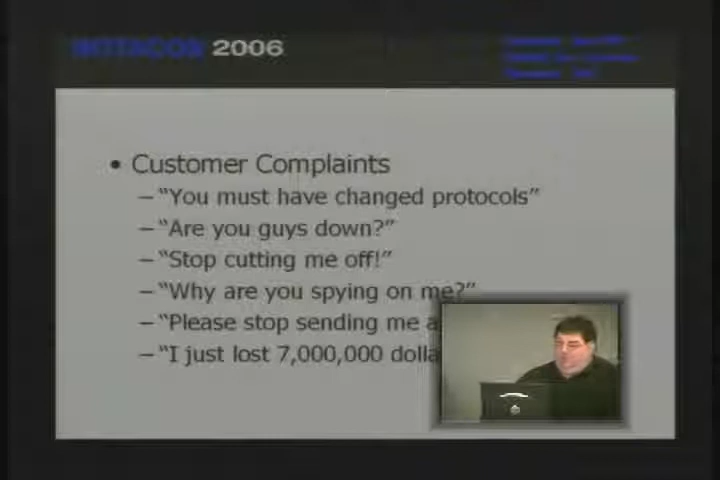 NOTACON 2006
• Customer Complaints
– "You must have changed protocols"
– "Are you guys down?"
– "Stop cutting me off!"
– "Why are you spying on me?"
– "Please stop sending me a
– "I just lost 7,000,000 dolla